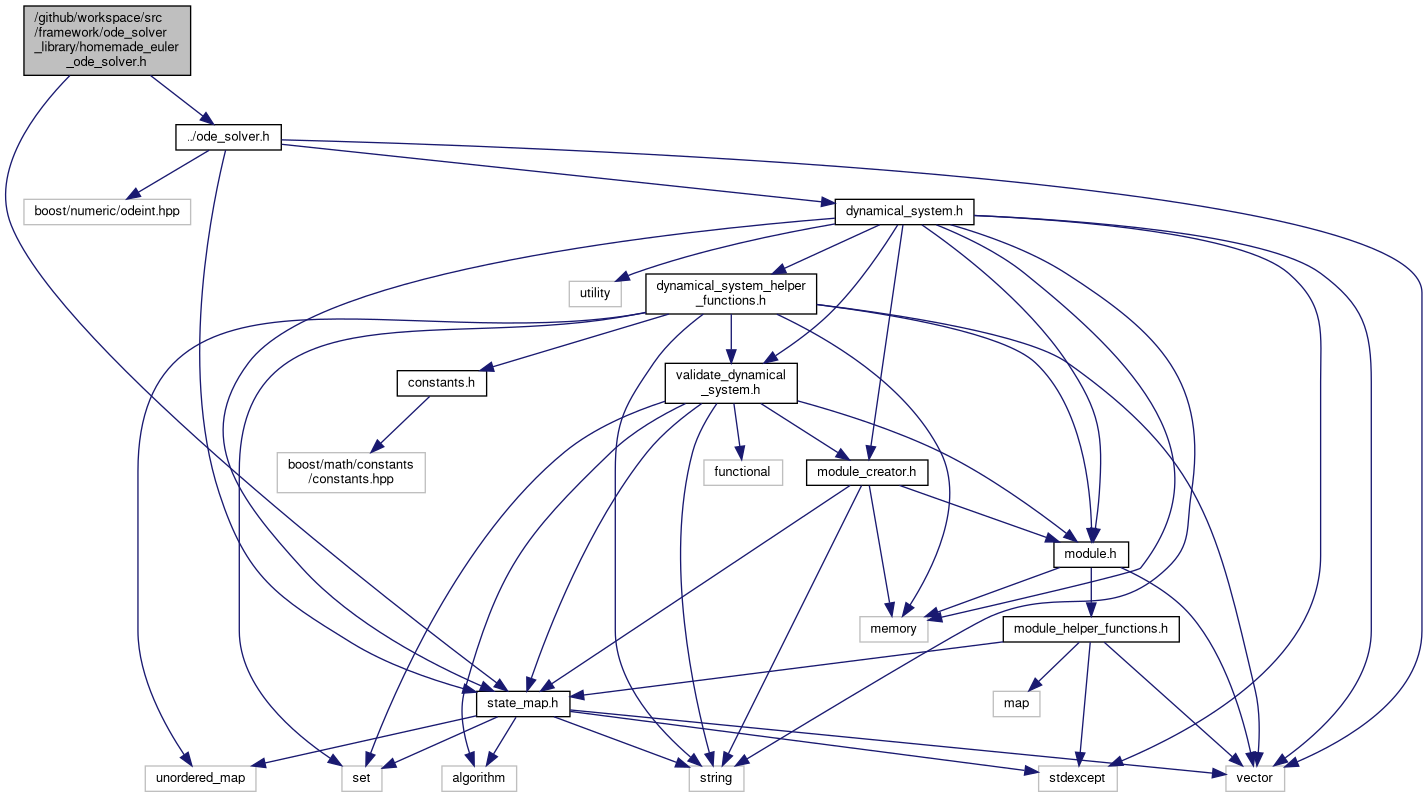 /github/workspace/src
/framework/ode_solver
_library/homemade_euler
_ode_solver.h
../ode_solver.h
boost/numeric/odeint.hpp
dynamical_system.h
utility
dynamical_system_helper
_functions.h
constants.h
validate_dynamical
_system.h
boost/math/constants
/constants.hpp
functional
module_creator.h
module.h
memory
module_helper_functions.h
state_map.h
map
unordered_map
set
algorithm
string
stdexcept
vector